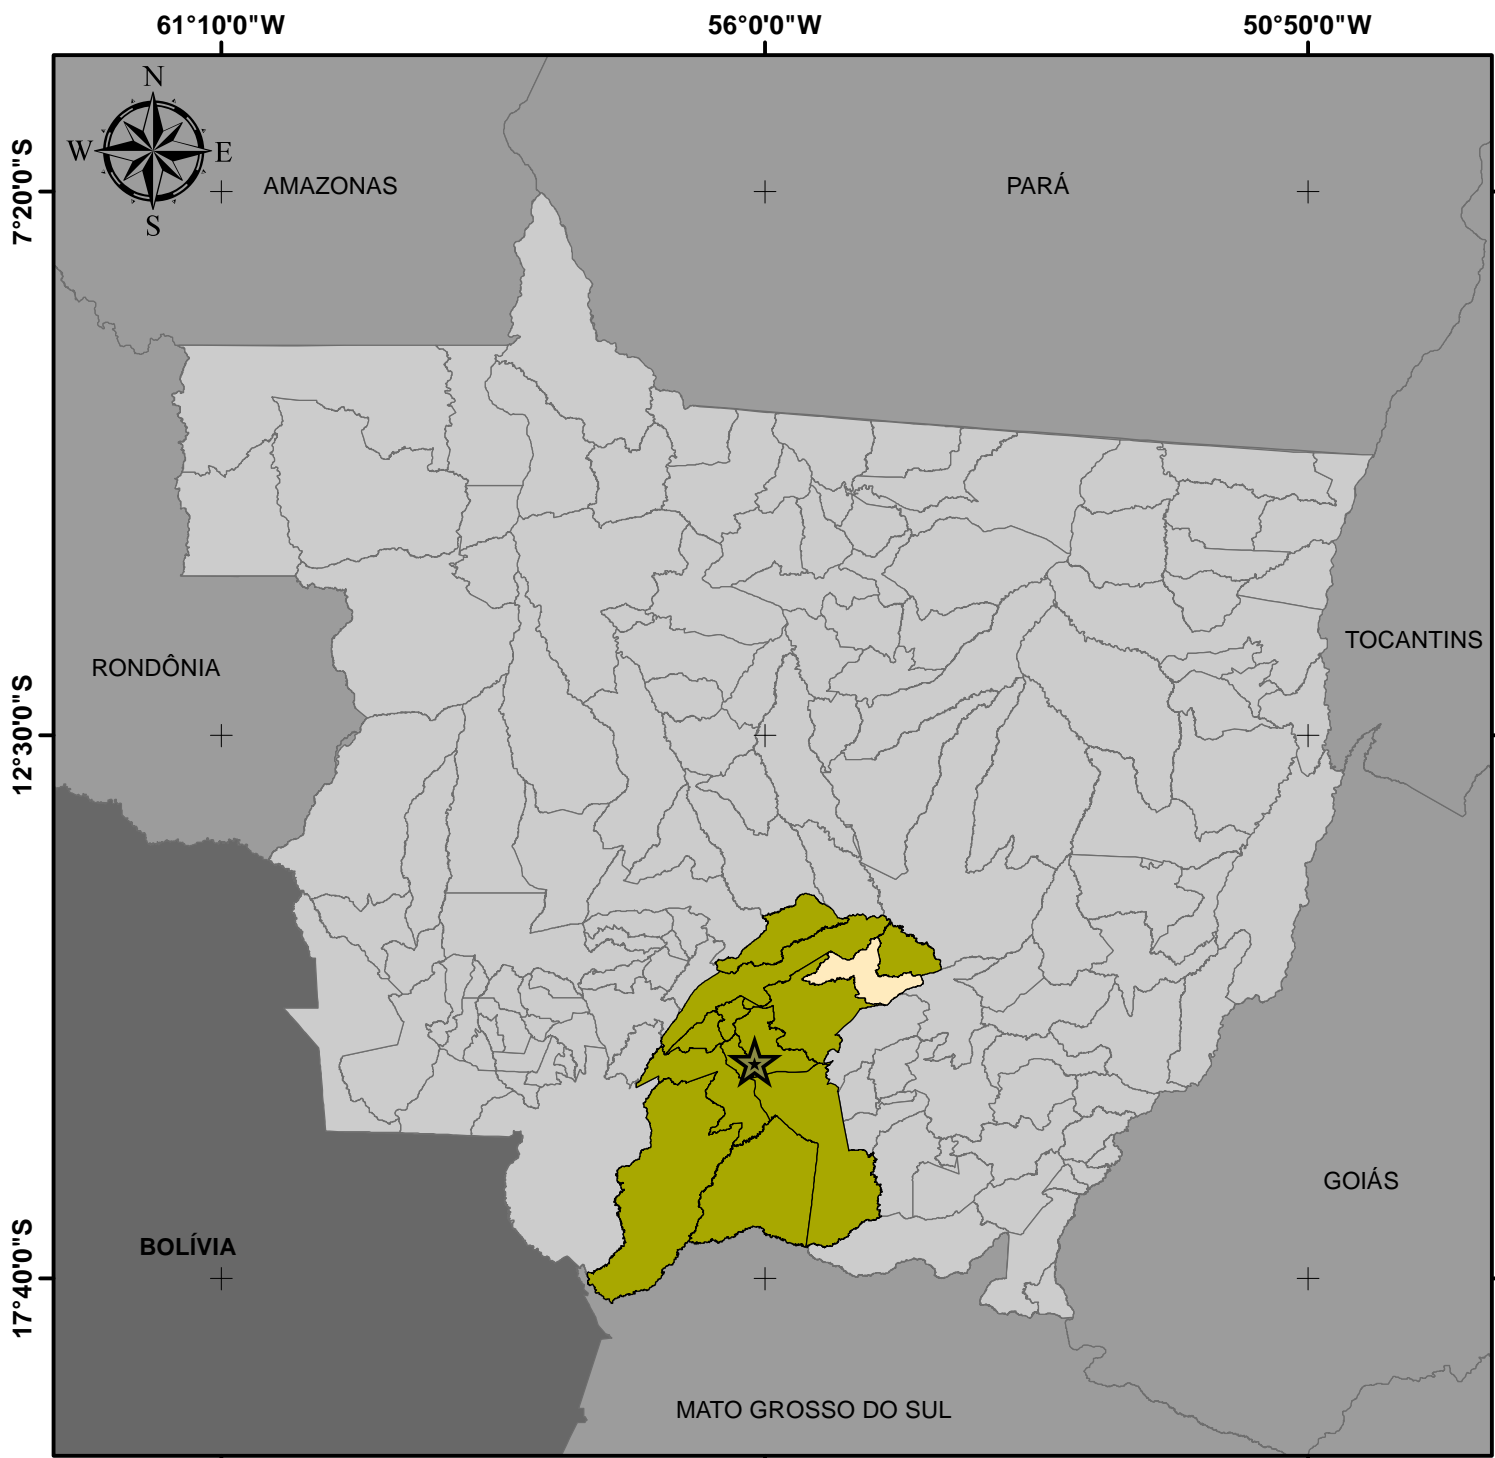 61°10'0"W 56°0'0"W 50°50'0"W
N
W E
S
7°20'0"S
AMAZONAS
PARÁ
TOCANTINS
RONDÔNIA
12°30'0"S
GOIÁS
BOLÍVIA
17°40'0"S
MATO GROSSO DO SUL